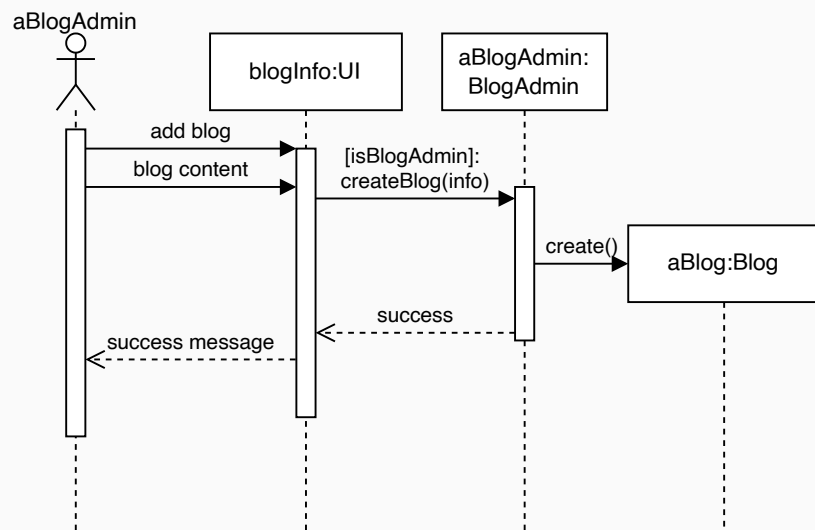 aBlogAdmin
blogInfo:UI
aBlogAdmin:
BlogAdmin
add blog
blog content
[isBlogAdmin]:
createBlog(info)
create()
aBlog:Blog
success
success message